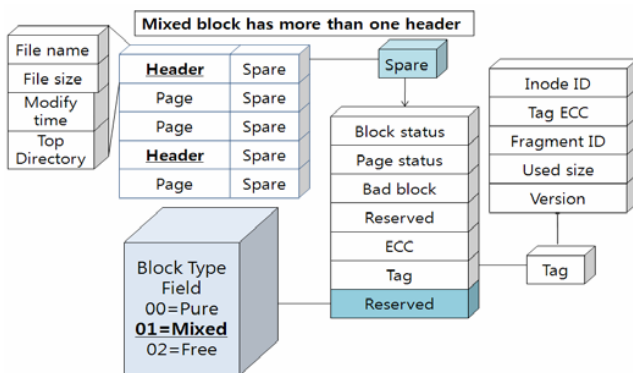 Mixed block has more than one header
File name
File size
Modify
time
Top
Directory
Header Spare
Page Spare
Page Spare
Header Spare
Page Spare
Spare
Block status
Page status
Bad block
Reserved
ECC
Tag
Reserved
Inode ID
Tag ECC
Fragment ID
Used size
Version
Tag
Block Type
Field
00=Pure
01=Mixed
02=Free